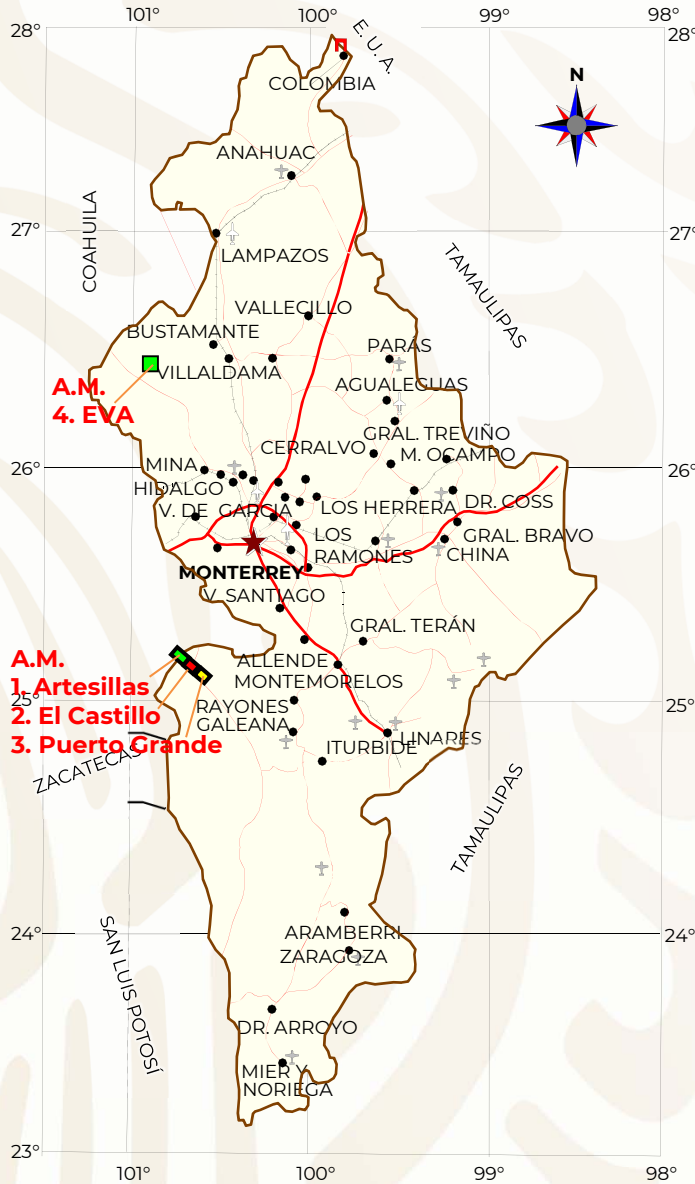 101°
100°
99°
98°
28°
28°
E. U. A.
N
COLOMBIA
ANAHUAC
COAHUILA
27°
27°
LAMPAZOS
TAMAULIPAS
VALLECILLO
BUSTAMANTE
PARÁS
VILLALDAMA
A.M.
4. EVA
AGUALEGUAS
GRAL. TREVIÑO
CERRALVO
M. OCAMPO
26°
MINA
26°
HIDALGO
DR. COSS
V. DE GARCIA
LOS HERRERA
LOS
RAMONES
GRAL. BRAVO
CHINA
MONTERREY
V. SANTIAGO
GRAL. TERÁN
A.M.
1. Artesillas
2. El Castillo
3. Puerto Grande
ALLENDE
MONTEMORELOS
25°
25°
RAYONES
GALEANA
LINARES
ITURBIDE
ZACATECAS
TAMAULIPAS
SAN LUIS POTOSÍ
24°
24°
ARAMBERRI
ZARAGOZA
DR. ARROYO
MIER Y
NORIEGA
23°
23°
101°
100°
99°
98°